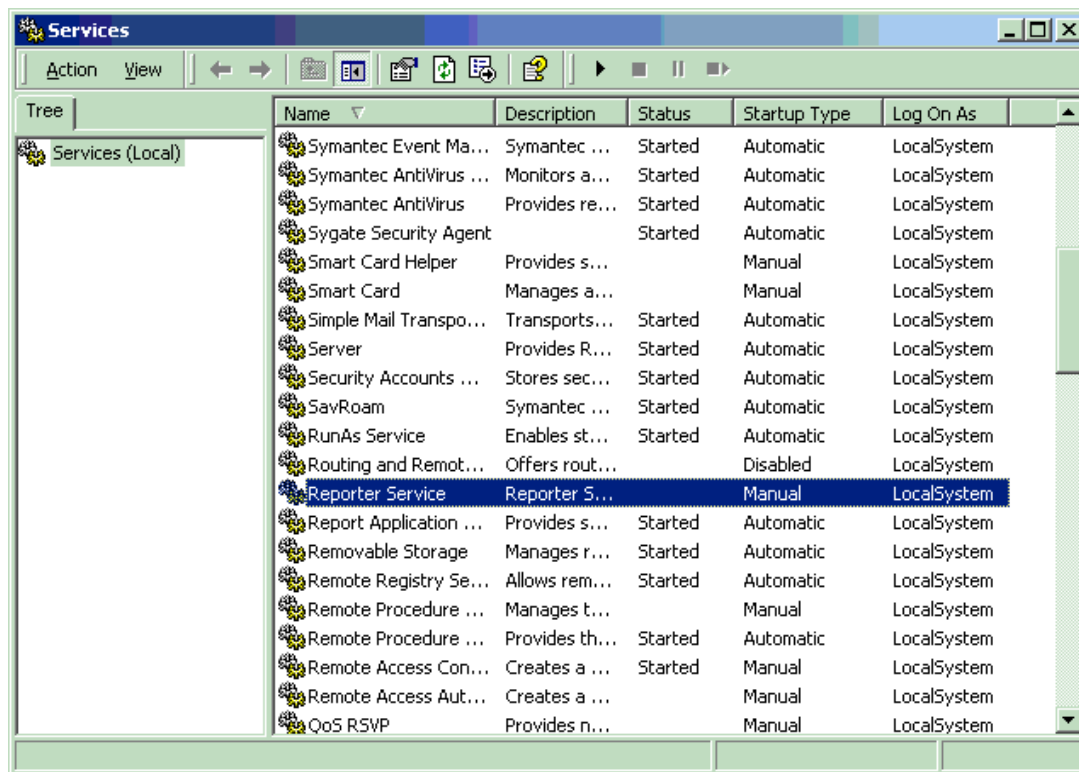 Services
Action View
Tree
Services (Local)
Name Description Status Startup Type Log On As
Symantec Event Ma... Symantec ... Started Automatic LocalSystem
Symantec AntiVirus ... Monitors a... Started Automatic LocalSystem
Symantec AntiVirus Provides re... Started Automatic LocalSystem
Sygate Security Agent Started Automatic LocalSystem
Smart Card Helper Provides s... Manual LocalSystem
Smart Card Manages a... Manual LocalSystem
Simple Mail Transpo... Transports... Started Automatic LocalSystem
Server Provides R... Started Automatic LocalSystem
Security Accounts ... Stores sec... Started Automatic LocalSystem
SavRoam Symantec ... Started Automatic LocalSystem
RunAs Service Enables st... Started Automatic LocalSystem
Routing and Remot... Offers rout... Disabled LocalSystem
Reporter Service Reporter S... Manual LocalSystem
Report Application ... Provides s... Started Automatic LocalSystem
Removable Storage Manages r... Started Automatic LocalSystem
Remote Registry Se... Allows rem... Started Automatic LocalSystem
Remote Procedure ... Manages t... Manual LocalSystem
Remote Procedure ... Provides th... Started Automatic LocalSystem
Remote Access Con... Creates a ... Started Manual LocalSystem
Remote Access Aut... Creates a ... Manual LocalSystem
QoS RSVP Provides n... Manual LocalSystem